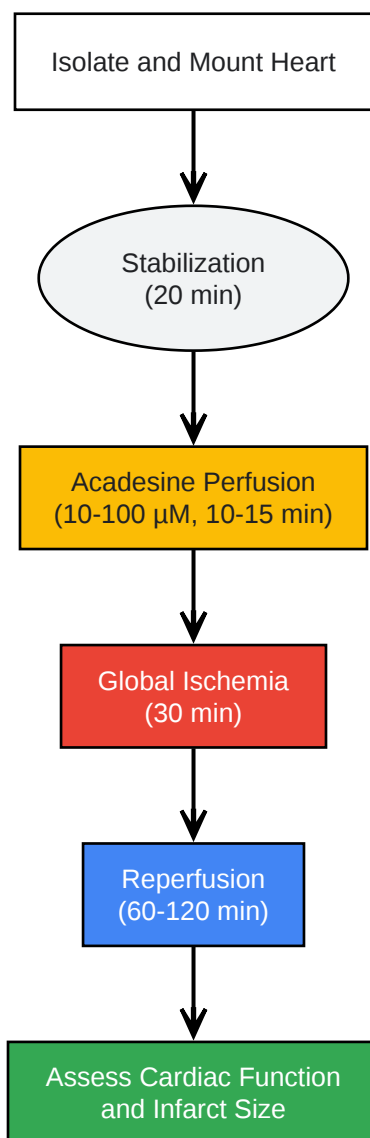 Isolate and Mount Heart
Stabilization
(20 min)
Acadesine Perfusion
(10-100 µM, 10-15 min)
Global Ischemia
(30 min)
Reperfusion
(60-120 min)
Assess Cardiac Function
and Infarct Size